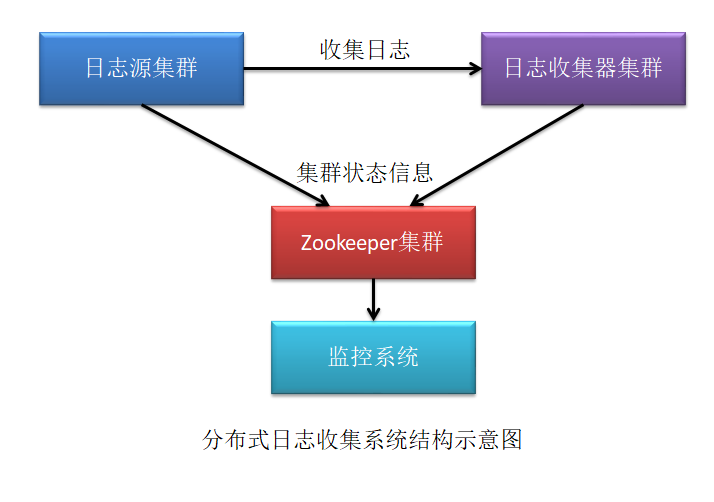 日志源集群
收集日志
日志收集器集群
集群状态信息
Zookeeper集群
监控系统
分布式日志收集系统结构示意图